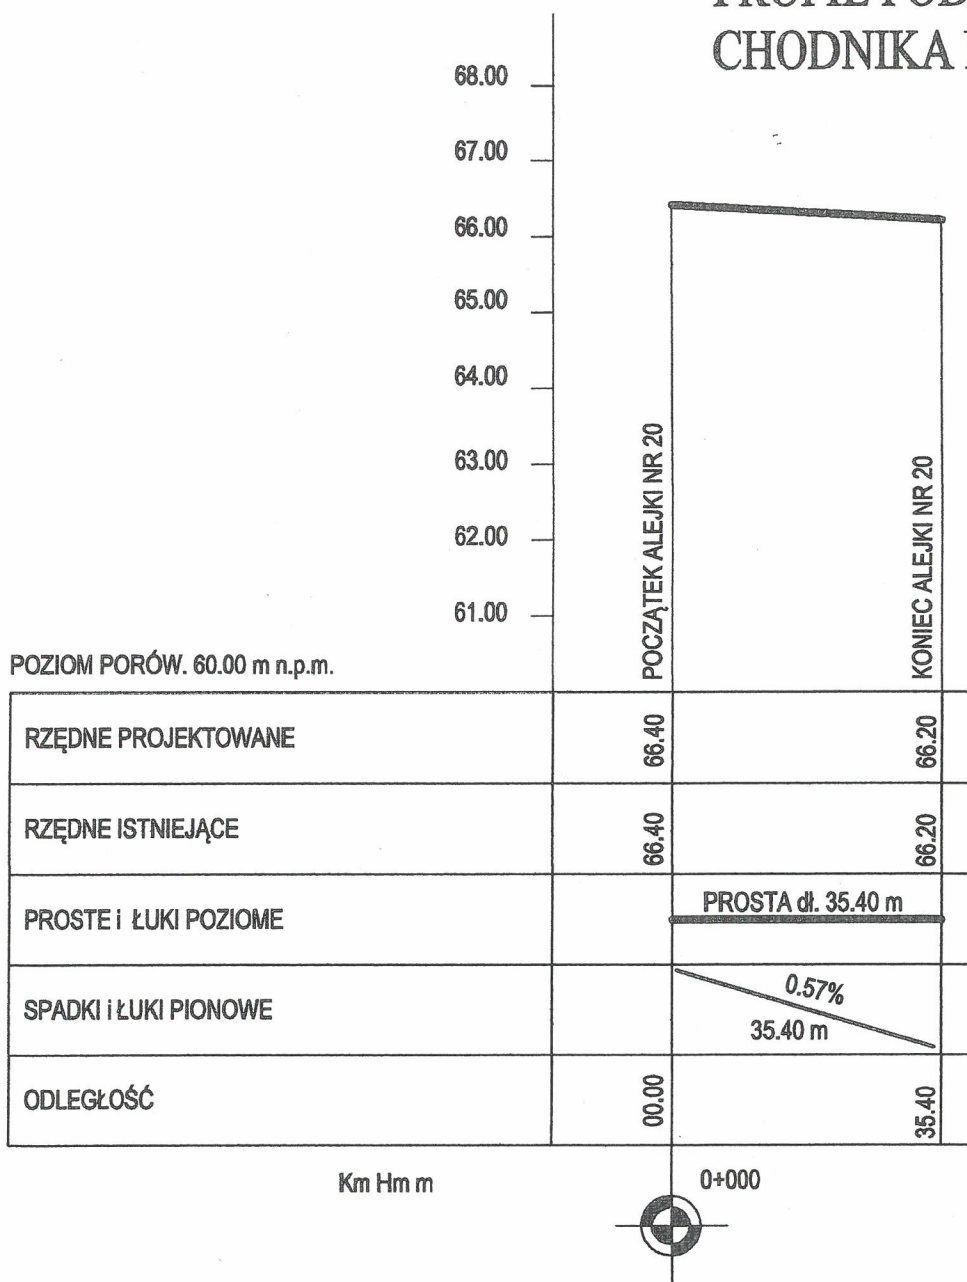 CHODNIKA
68.00
67.00
66.00
65.00
64.00
63.00
62.00
61.00
POCZĄTEK ALEJKI NR 20
KONIEC ALEJKI NR 20
POZIOM PORÓW. 60.00 m n.p.m.
RZĘDNE PROJEKTOWANE 66.40 66.20
RZĘDNE ISTNIEJĄCE 66.40 66.20
PROSTE i ŁUKI POZIOME PROSTA dł. 35.40 m
SPADKI i ŁUKI PIONOWE 0.57%
35.40 m
ODLEGŁOŚĆ 00.00 35.40
Km Hm m 0+000